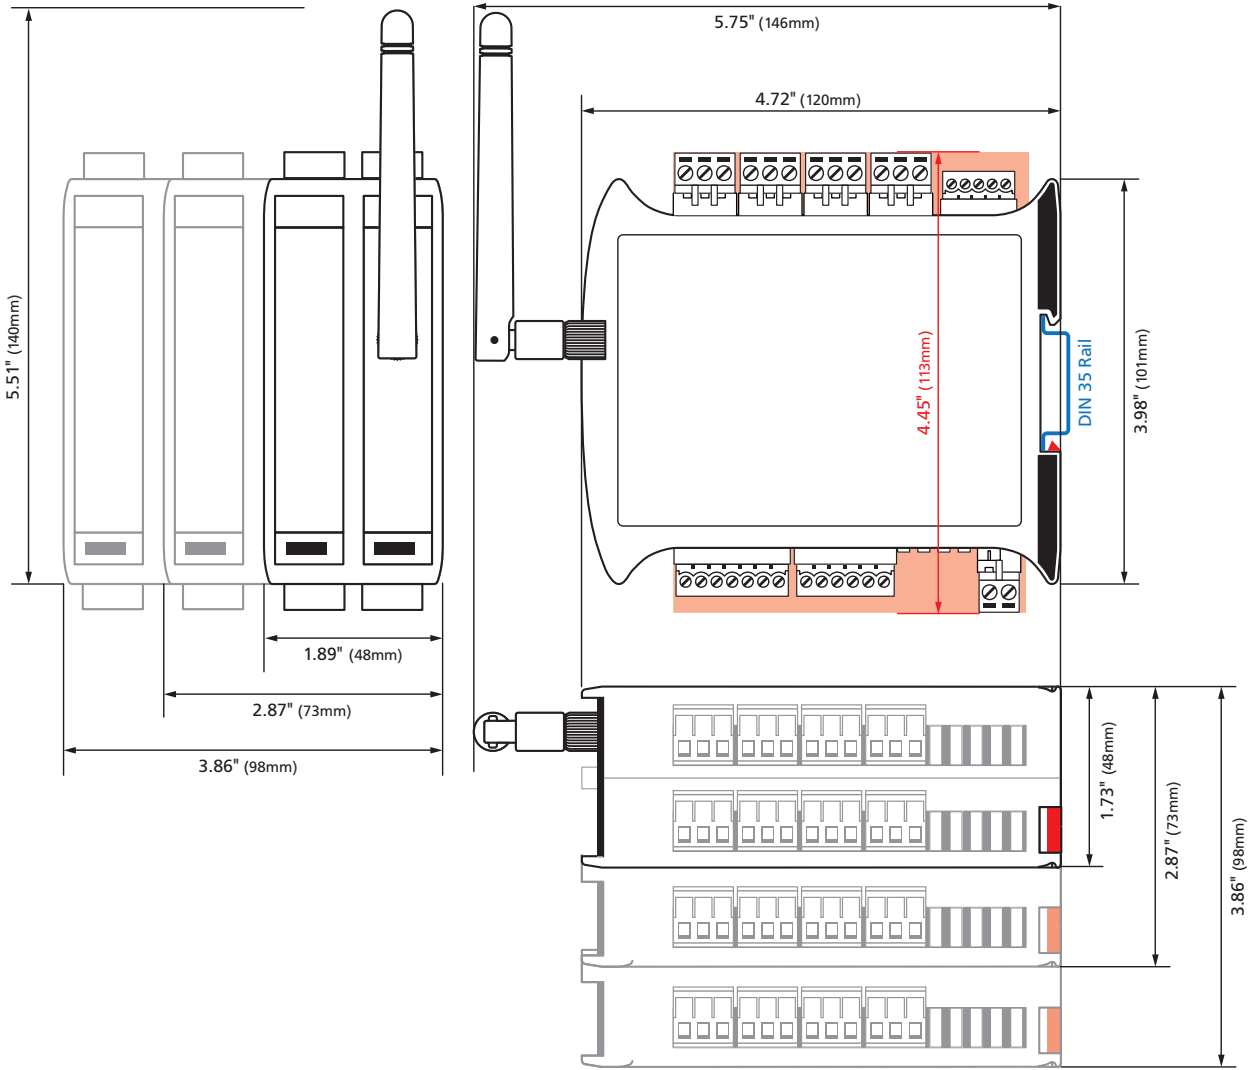 5.75" (146mm)
4.72" (120mm)
5.51" (140mm)
4.45" (113mm)
DIN 35 Rail
3.98" (101mm)
1.89" (48mm)
2.87" (73mm)
3.86" (98mm)
1.73" (48mm)
2.87" (73mm)
3.86" (98mm)